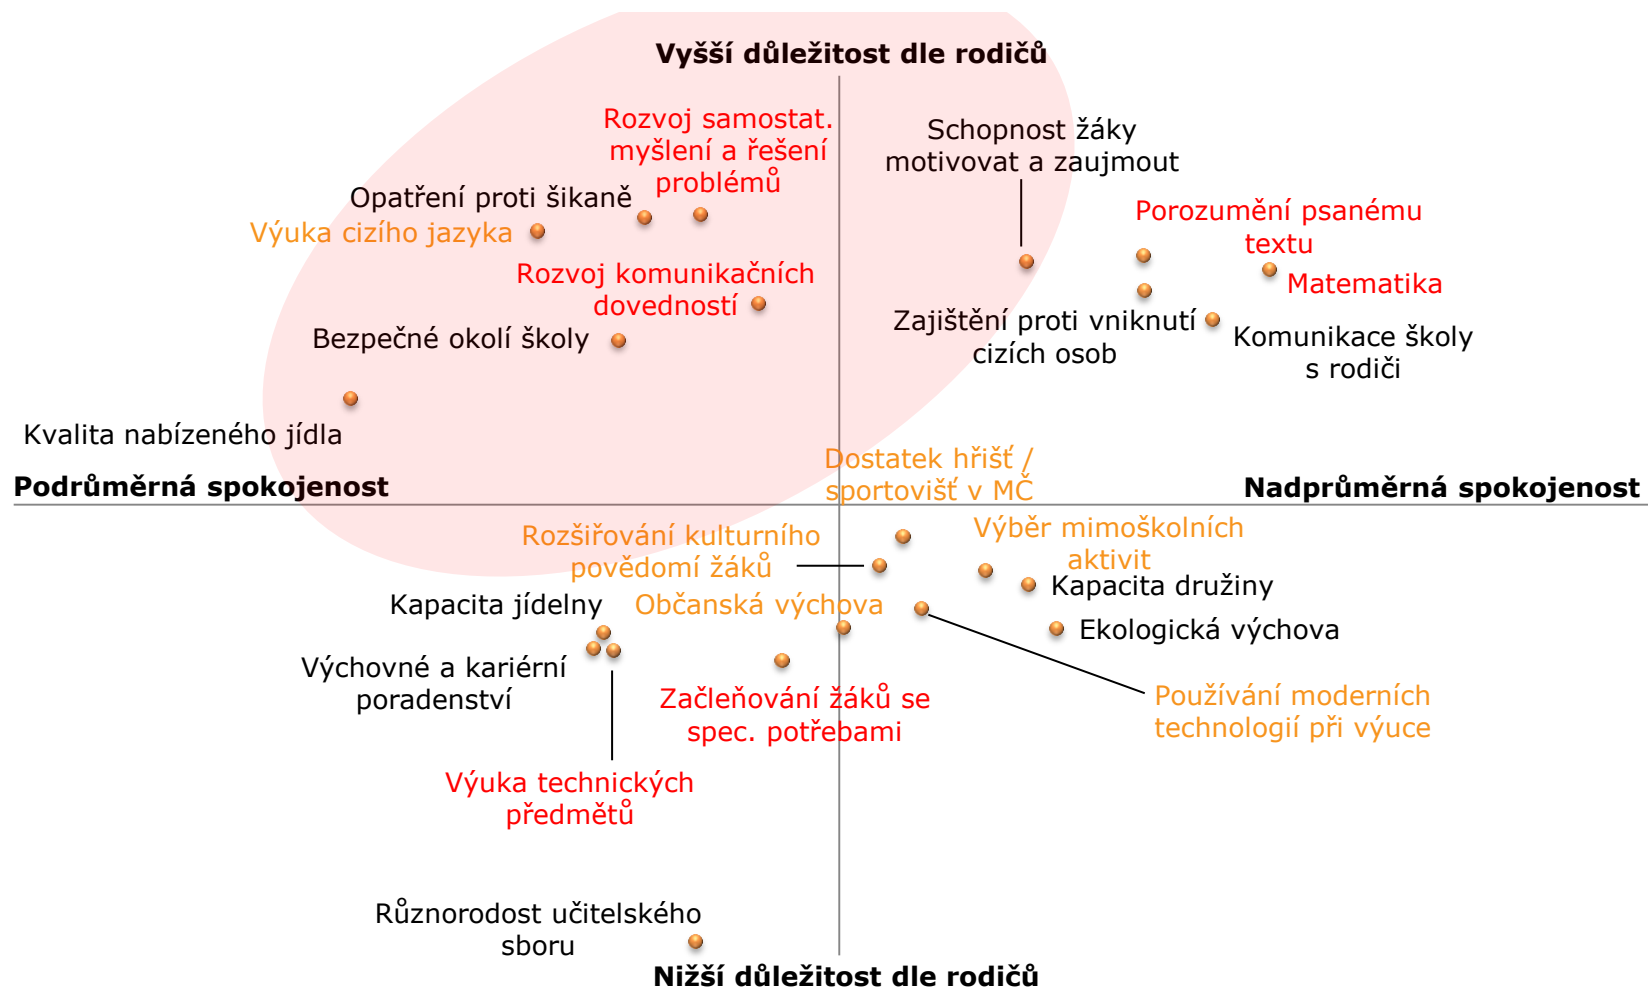 Vyšší důležitost dle rodičů
Rozvoj samostat.
myšlení a řešení
problémů
Schopnost žáky
motivovat a zaujmout
Opatření proti šikaně
Výuka cizího jazyka
Porozumění psanému
textu
Rozvoj komunikačních
dovedností
Matematika
Bezpečné okolí školy
Zajištění proti vniknutí
cizích osob
Komunikace školy
s rodiči
Kvalita nabízeného jídla
Dostatek hřišť /
sportovišť v MČ
Podrůměrná spokojenost
Nadprůměrná spokojenost
Rozšiřování kulturního
povědomí žáků
Výběr mimoškolních
aktivit
Kapacita družiny
Kapacita jídelny
Občanská výchova
Ekologická výchova
Výchovné a kariérní
poradenství
Začleňování žáků se
spec. potřebami
Používání moderních
technologií při výuce
Výuka technických
předmětů
Různorodost učitelského
sboru
Nižší důležitost dle rodičů